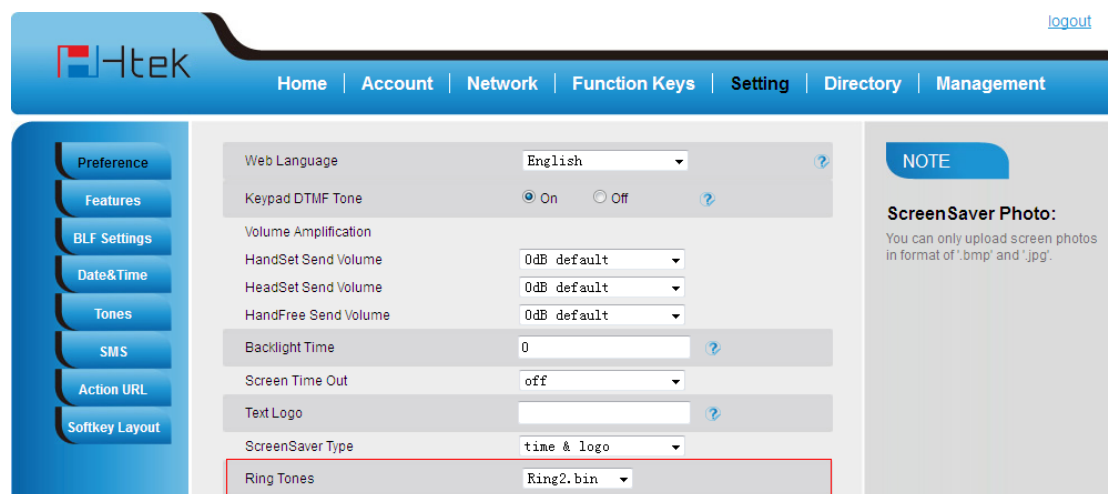 logout
Htek
Home | Account | Network | Function Keys | Setting | Directory | Management
Preference
Features
BLF Settings
Date&Time
Tones
SMS
Action URL
Softkey Layout
Web Language English ?
Keypad DTMF Tone On Off ?
Volume Amplification
HandSet Send Volume 0dB default
HeadSet Send Volume 0dB default
HandFree Send Volume 0dB default
Backlight Time 0 ?
Screen Time Out off
Text Logo ?
ScreenSaver Type time & logo
Ring Tones Ring2.bin
NOTE
ScreenSaver Photo:
You can only upload screen photos
in format of'.bmp' and '.jpg'.